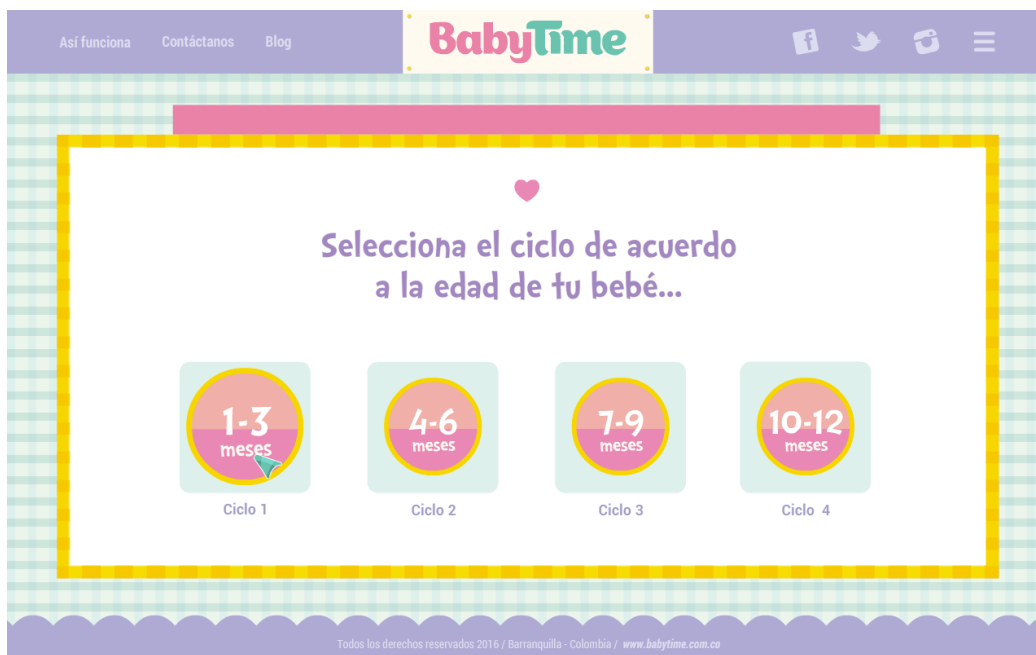 Así funciona
Contáctanos
Blog
BabyTime
Selecciona el ciclo de acuerdo
a la edad de tu bebé...
1-3
meses
4-6
meses
7-9
meses
10-12
meses
Ciclo 1
Ciclo 2
Ciclo 3
Ciclo 4
Todos los derechos reservados 2016 / Barranquilla - Colombia / www.babytime.com.co